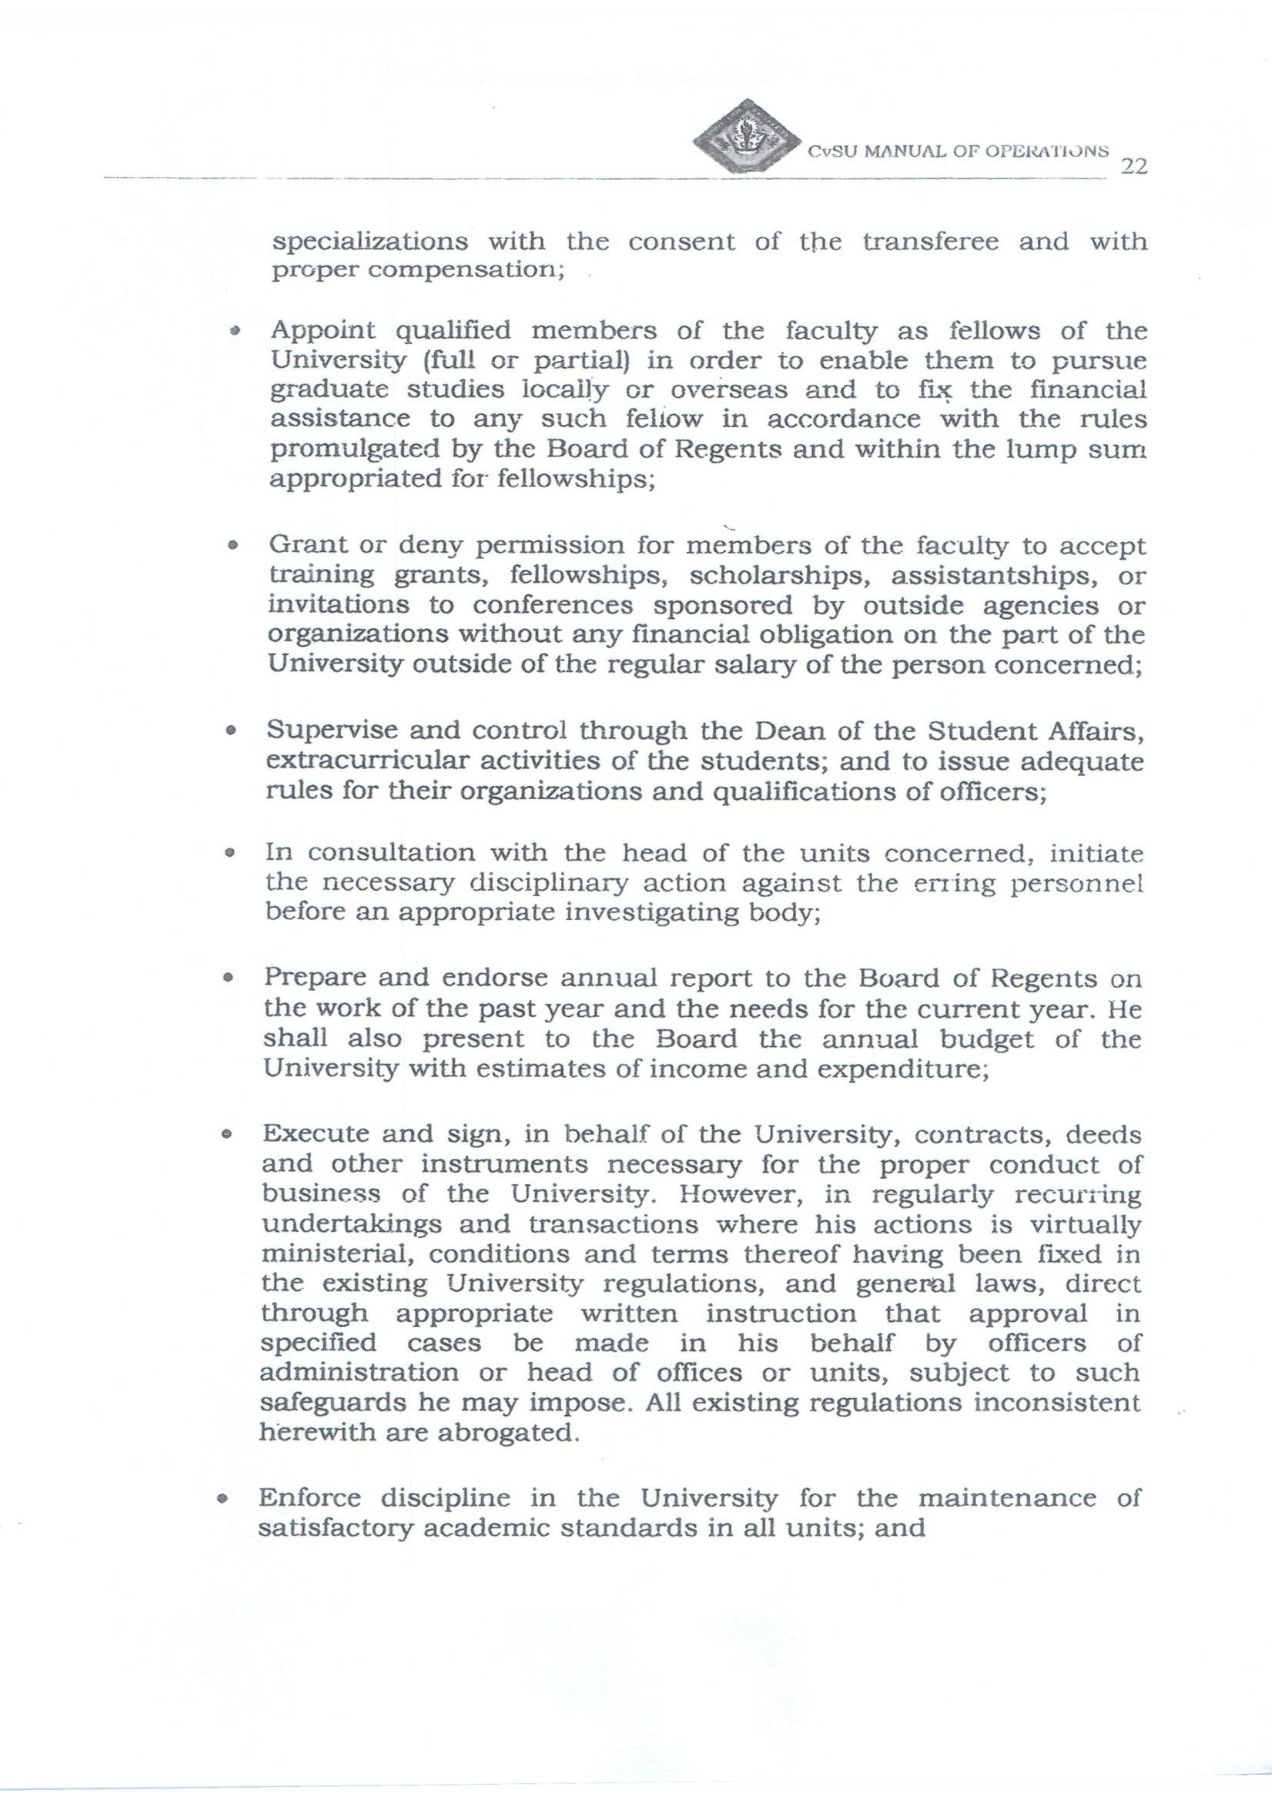 CvSU MANUAL OF OPERATIONS
22
specializations with the consent of the transferee and with
proper compensation;
• Appoint qualified members of the faculty as fellows of the
University (full or partial) in order to enable them to pursue
graduate studies locally or overseas and to fix the financial
assistance to any such fellow in accordance with the rules
promulgated by the Board of Regents and within the lump sum
appropriated for fellowships;
• Grant or deny permission for members of the faculty to accept
training grants, fellowships, scholarships, assistantships, or
invitations to conferences sponsored by outside agencies or
organizations without any financial obligation on the part of the
University outside of the regular salary of the person concerned;
• Supervise and control through the Dean of the Student Affairs,
extracurricular activities of the students; and to issue adequate
rules for their organizations and qualifications of officers;
• In consultation with the head of the units concerned, initiate
the necessary disciplinary action against the erring personnel
before an appropriate investigating body;
• Prepare and endorse annual report to the Board of Regents on
the work of the past year and the needs for the current year. He
shall also present to the Board the annual budget of the
University with estimates of income and expenditure;
• Execute and sign, in behalf of the University, contracts, deeds
and other instruments necessary for the proper conduct of
business of the University. However, in regularly recurring
undertakings and transactions where his actions is virtually
ministerial, conditions and terms thereof having been fixed in
the existing University regulations, and general laws, direct
through appropriate written instruction that approval in
specified cases be made in his behalf by officers of
administration or head of offices or units, subject to such
safeguards he may impose. All existing regulations inconsistent
herewith are abrogated.
• Enforce discipline in the University for the maintenance of
satisfactory academic standards in all units; and